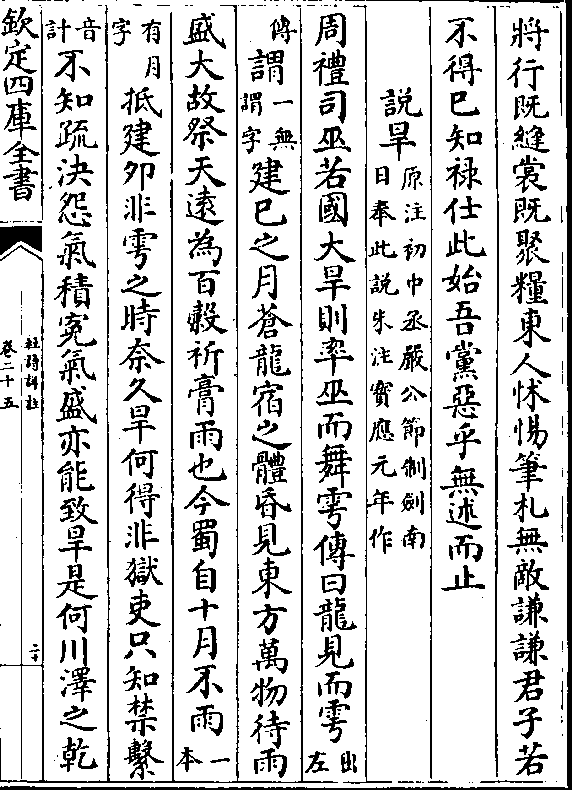 將行既縫裳既聚糧東人怵惕筆札無敵謙謙君子若
不得已知祿仕此始吾黨惡乎無述而止
説旱原注初中丞嚴公節制劍南
日奉此説朱注寶應元年作
周禮司巫若國大旱則率巫而舞雩傳曰龍見而雩出
左
傳謂一無
謂字建巳之月蒼龍宿之體昏見東方萬物待雨
盛大故祭天遠為百糓祈膏雨也今蜀自十月不雨一
本
有月
字抵建卯非雩之時奈久旱何得非獄吏只知禁繫
音
計不知疏決怨氣積寃氣盛亦能致旱是何川澤之乾
欽定四庫全書
杜詩詳註
卷二十五
二十